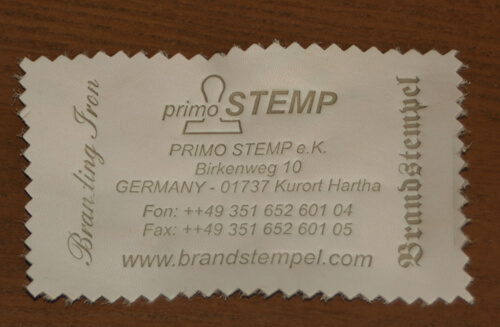 Branding Iron
primo STEMP
PRIMO STEMP e.K.
Birkenweg 10
GERMANY - 01737 Kurort Hartha
Fon: ++49 351 652 601 04
Fax: ++49 351 652 601 05
www.brandstempel.com
Brandstempel